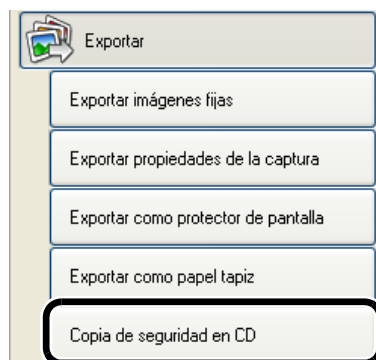 Exportar
Exportar imágenes fijas
Exportar propiedades de la captura
Exportar como protector de pantalla
Exportar como papel tapiz
Copia de seguridad en CD